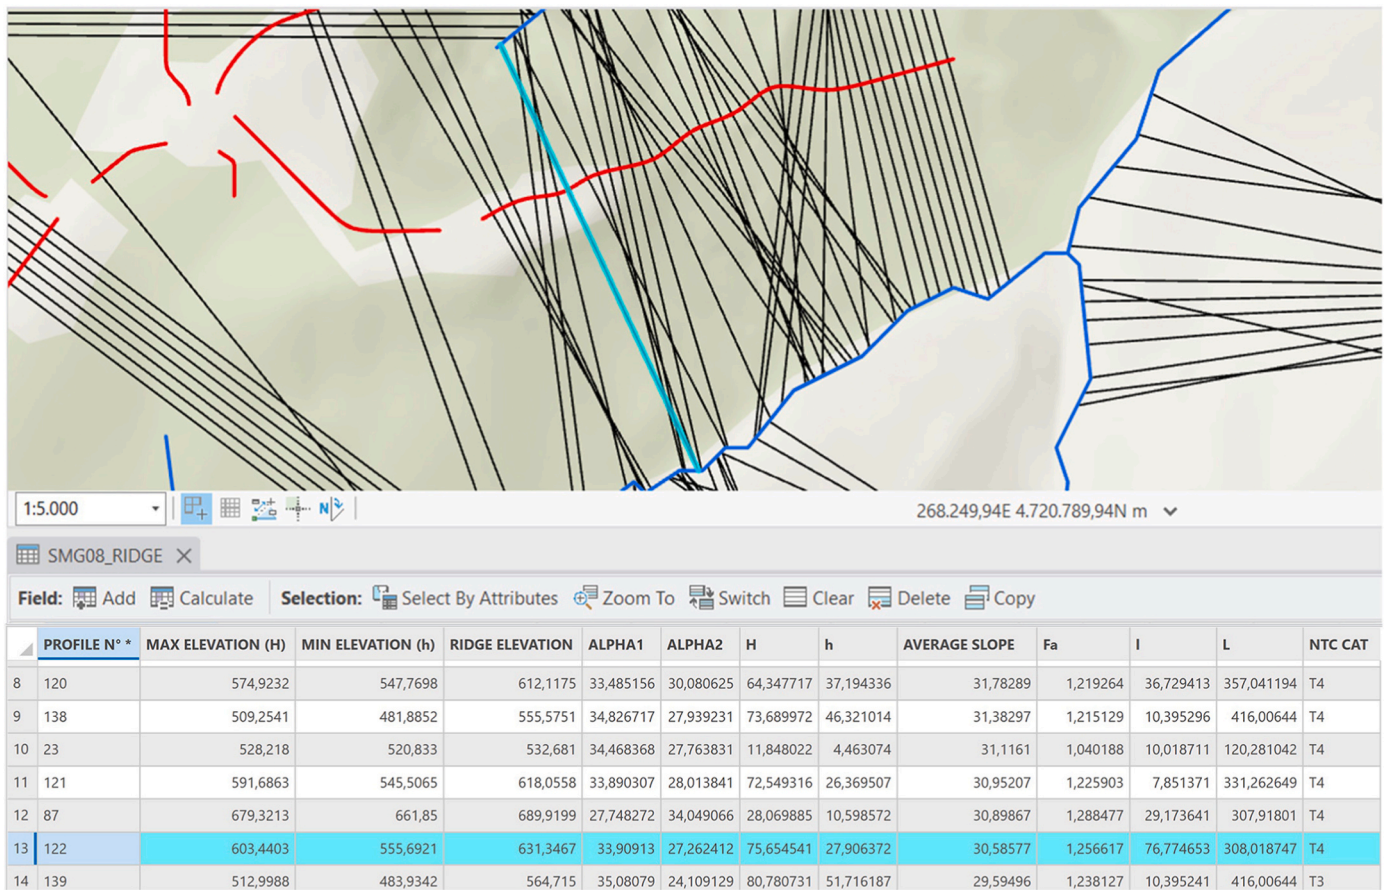 1:5.000
268.249,94E 4.720.789,94N m
SMG08_RIDGE
Field: Add Calculate Selection: Select By Attributes Zoom To Switch Clear Delete Copy
PROFILE N° * MAX ELEVATION (H) MIN ELEVATION (h) RIDGE ELEVATION ALPHA1 ALPHA2 H h AVERAGE SLOPE Fa l L NTC CAT
8 120 574,9232 547,7698 612,1175 33,485156 30,080625 64,347717 37,194336 31,78289 1,219264 36,729413 357,041194 T4
9 138 509,2541 481,8852 555,5751 34,826717 27,939231 73,689972 46,321014 31,38297 1,215129 10,395296 416,00644 T4
10 23 528,218 520,833 532,681 34,468368 27,763831 11,848022 4,463074 31,1161 1,040188 10,018711 120,281042 T4
11 121 591,6863 545,5065 618,0558 33,890307 28,013841 72,549316 26,369507 30,95207 1,225903 7,851371 331,262649 T4
12 87 679,3213 661,85 689,9199 27,748272 34,049066 28,069885 10,598572 30,89867 1,288477 29,173641 307,91801 T4
13 122 603,4403 555,6921 631,3467 33,90913 27,262412 75,654541 27,906372 30,58577 1,256617 76,774653 308,018747 T4
14 139 512,9988 483,9342 564,715 35,08079 24,109129 80,780731 51,716187 29,59496 1,238127 10,395241 416,00644 T3